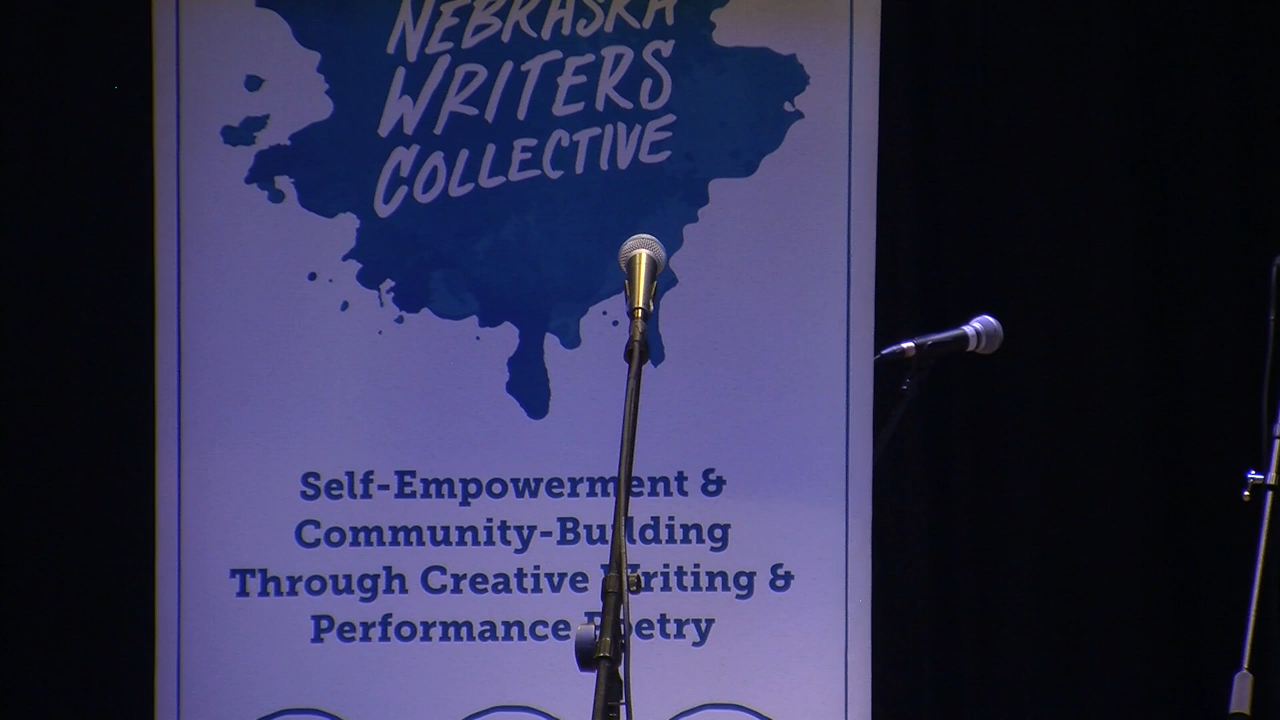 NEBRASKA
WRITERS
COLLECTIVE
Self-Empowerment &
Community-Building
Through Creative Writing &
Performance Poetry